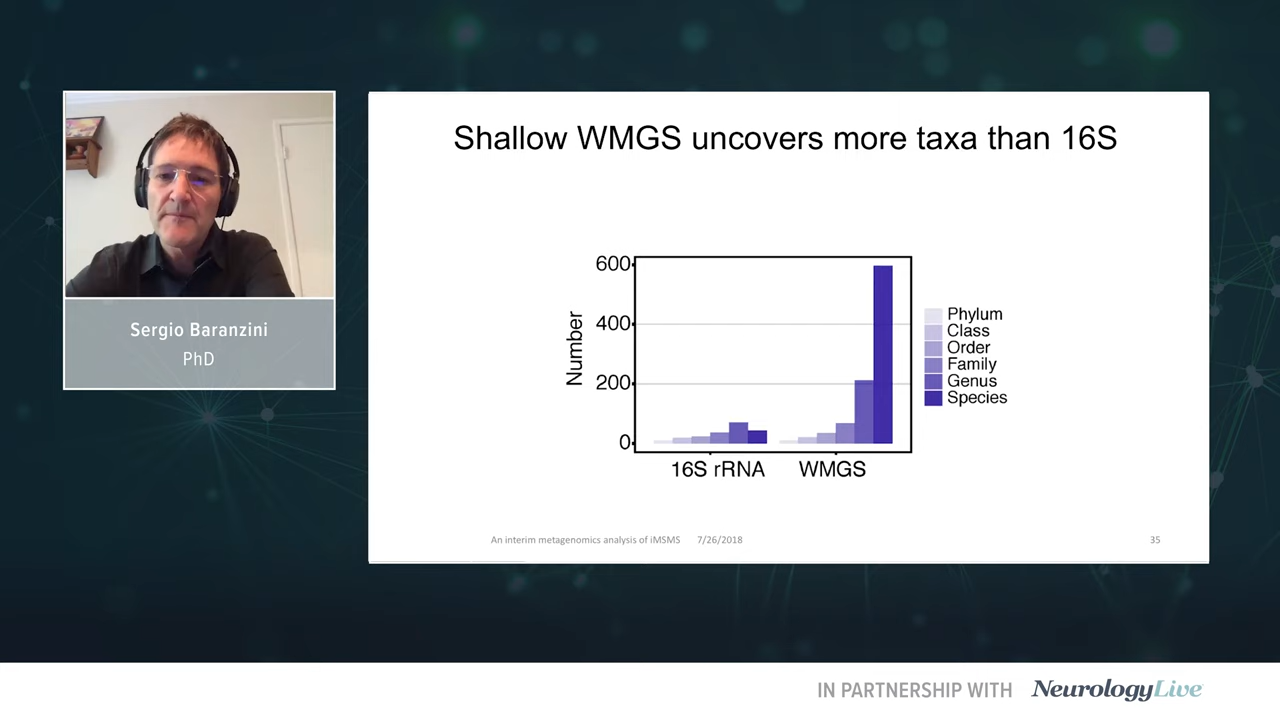 Sergio Baranzini
PhD
Shallow WMGS uncovers more taxa than 16S
600
400
200
0
Number
16S rRNA
WMGS
Phylum
Class
Order
Family
Genus
Species
An interim metagenomics analysis of iMSMS 7/26/2018 35
IN PARTNERSHIP WITH NeurologyLive